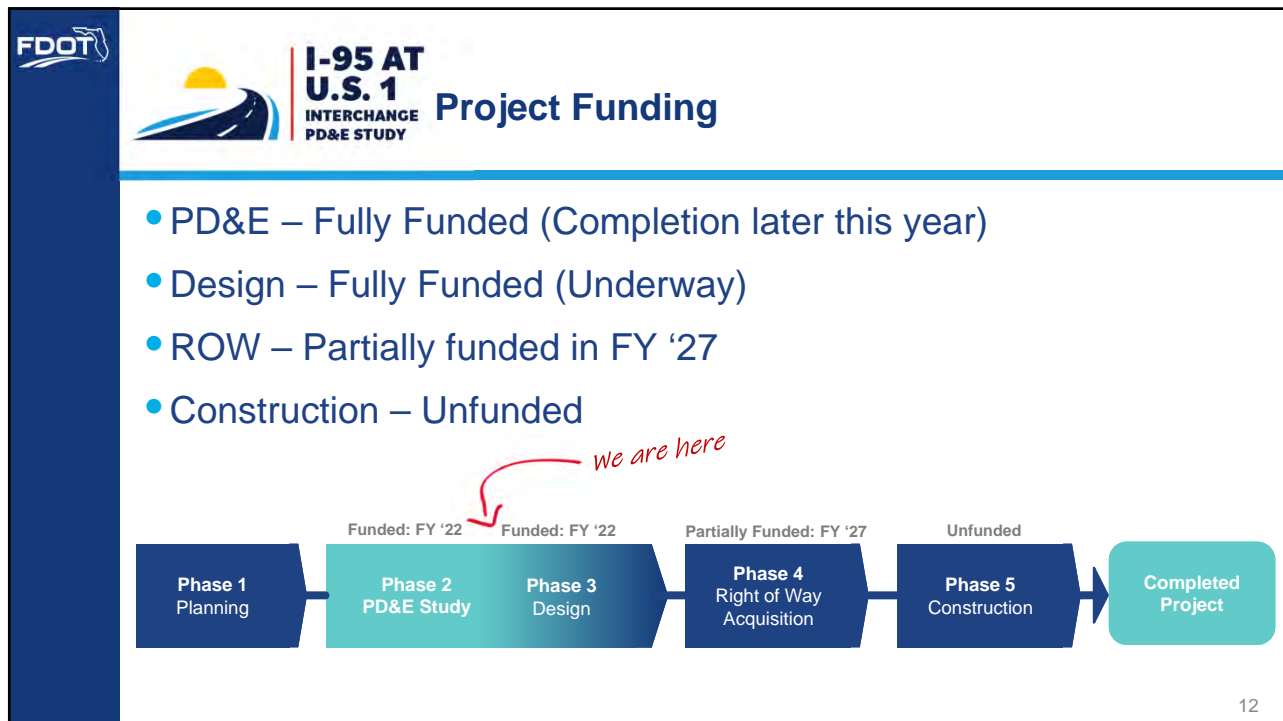 FDOT
I-95 AT
U.S. 1
INTERCHANGE
PD&E STUDY
Project Funding
• PD&E – Fully Funded (Completion later this year)
• Design – Fully Funded (Underway)
• ROW – Partially funded in FY ‘27
• Construction – Unfunded
We are here
Funded: FY ‘22
Funded: FY ‘22
Partially Funded: FY ‘27
Unfunded
Phase 1
Planning
Phase 2
PD&E Study
Phase 3
Design
Phase 4
Right of Way
Acquisition
Phase 5
Construction
Completed
Project
12